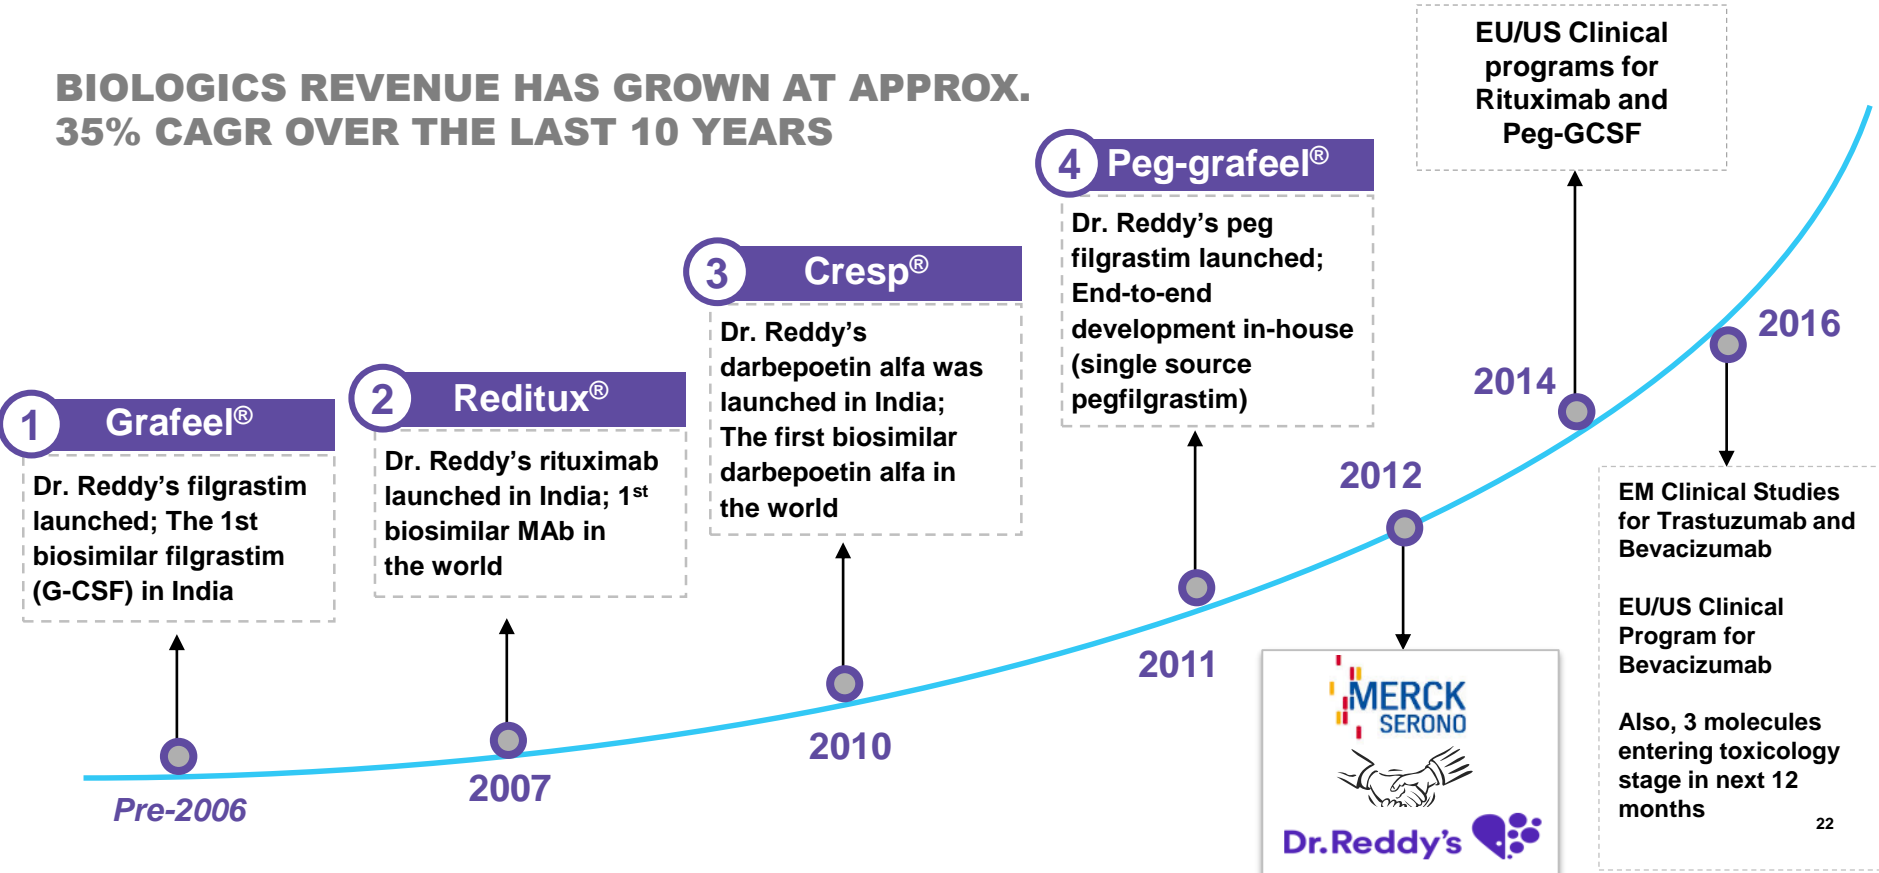 BIOLOGICS REVENUE HAS GROWN AT APPROX.
35% CAGR OVER THE LAST 10 YEARS
1
Grafeel®
Dr. Reddy’s filgrastim
launched; The 1st
biosimilar filgrastim
(G-CSF) in India
Pre-2006
2
Reditux®
Dr. Reddy’s rituximab
launched in India; 1st
biosimilar MAb in
the world
2007
3
Cresp®
Dr. Reddy’s
darbepoetin alfa was
launched in India;
The first biosimilar
darbepoetin alfa in
the world
2010
4
Peg-grafeel®
Dr. Reddy’s peg
filgrastim launched;
End-to-end
development in-house
(single source
pegfilgrastim)
2011
2012
MERCK
SERONO
Dr.Reddy's
EU/US Clinical
programs for
Rituximab and
Peg-GCSF
2014
2016
EM Clinical Studies
for Trastuzumab and
Bevacizumab
EU/US Clinical
Program for
Bevacizumab
Also, 3 molecules
entering toxicology
stage in next 12
months
22